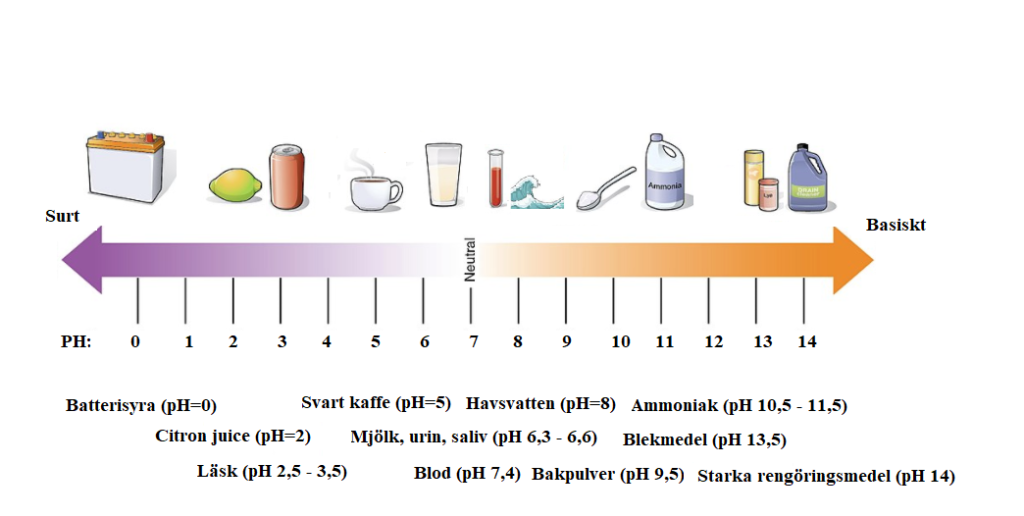 Ammonia
DRAIN
Surt
Basiskt
Neutral
PH: 0 1 2 3 4 5 6 7 8 9 10 11 12 13 14
Batterisyra (pH=0)
Svart kaffe (pH=5)
Havsvatten (pH=8)
Ammoniak (pH 10,5 - 11,5)
Citron juice (pH=2)
Mjölk, urin, saliv (pH 6,3 - 6,6)
Blekmedel (pH 13,5)
Läsk (pH 2,5 - 3,5)
Blod (pH 7,4)
Bakpulver (pH 9,5)
Starka rengöringsmedel (pH 14)